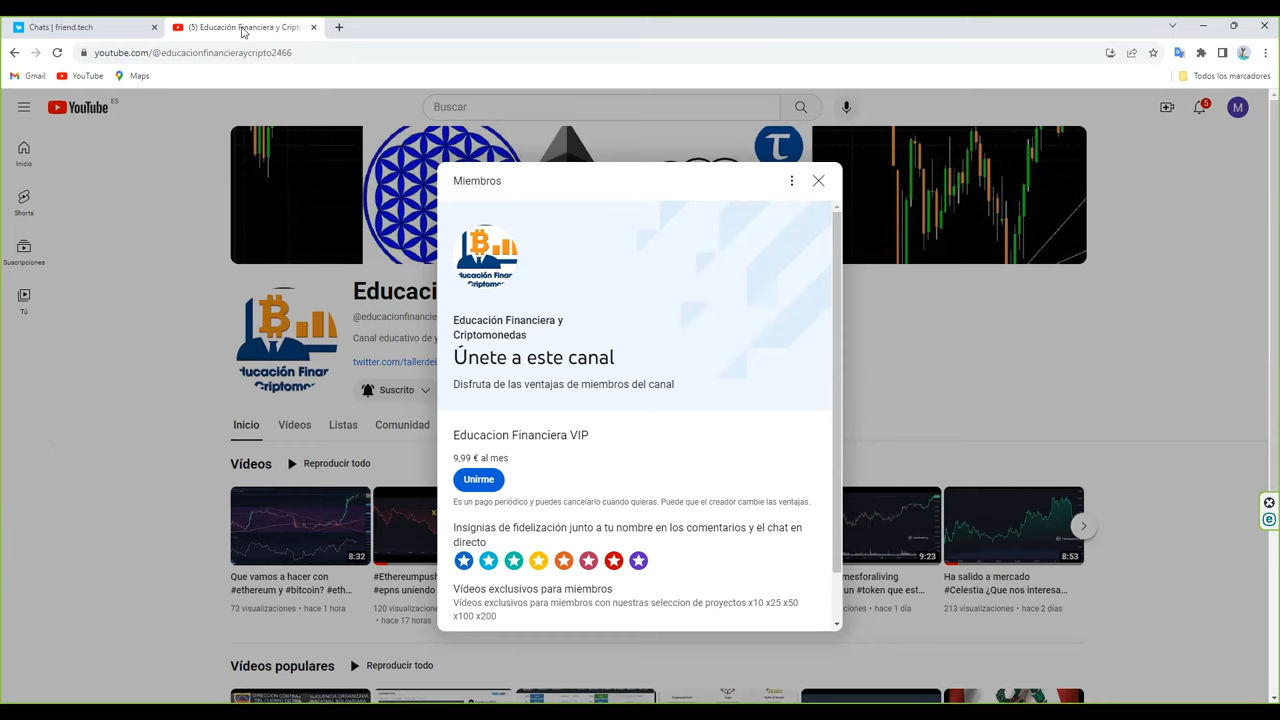 Chats | friend.tech
(5) Educación Financiera y Cripto
youtube.com/@educacionfinancieraycripto2466
Gmail
YouTube
Maps
Todos los marcadores
YouTube ES
Buscar
5
M
Inicio
Shorts
Suscripciones
Tú
Miembros
Educación Financiera y
Criptomonedas
Únete a este canal
Disfruta de las ventajas de miembros del canal
Educacion Financiera VIP
9,99 € al mes
Unirme
Es un pago periódico y puedes cancelarlo cuando quieras. Puede que el creador cambie las ventajas.
Insignias de fidelización junto a tu nombre en los comentarios y el chat en
directo
Vídeos exclusivos para miembros
Vídeos exclusivos para miembros con nuestras seleccion de proyectos x10 x25 x50
x100 x200
Educaci
@educacionfinancie
Canal educativo de
twitter.com/tallerdei
Suscrito
Inicio
Vídeos
Listas
Comunidad
Vídeos
Reproducir todo
8:32
9:23
8:53
Que vamos a hacer con
#ethereum y #bitcoin? #eth…
73 visualizaciones • hace 1 hora
#Ethereumpush
#epns uniendo
120 visualizaciones
hace 17 horas
mesforaliving
un #token que est…
hace 1 día
Ha salido a mercado
#Celestia ¿Que nos interesa…
213 visualizaciones • hace 2 días
Vídeos populares
Reproducir todo